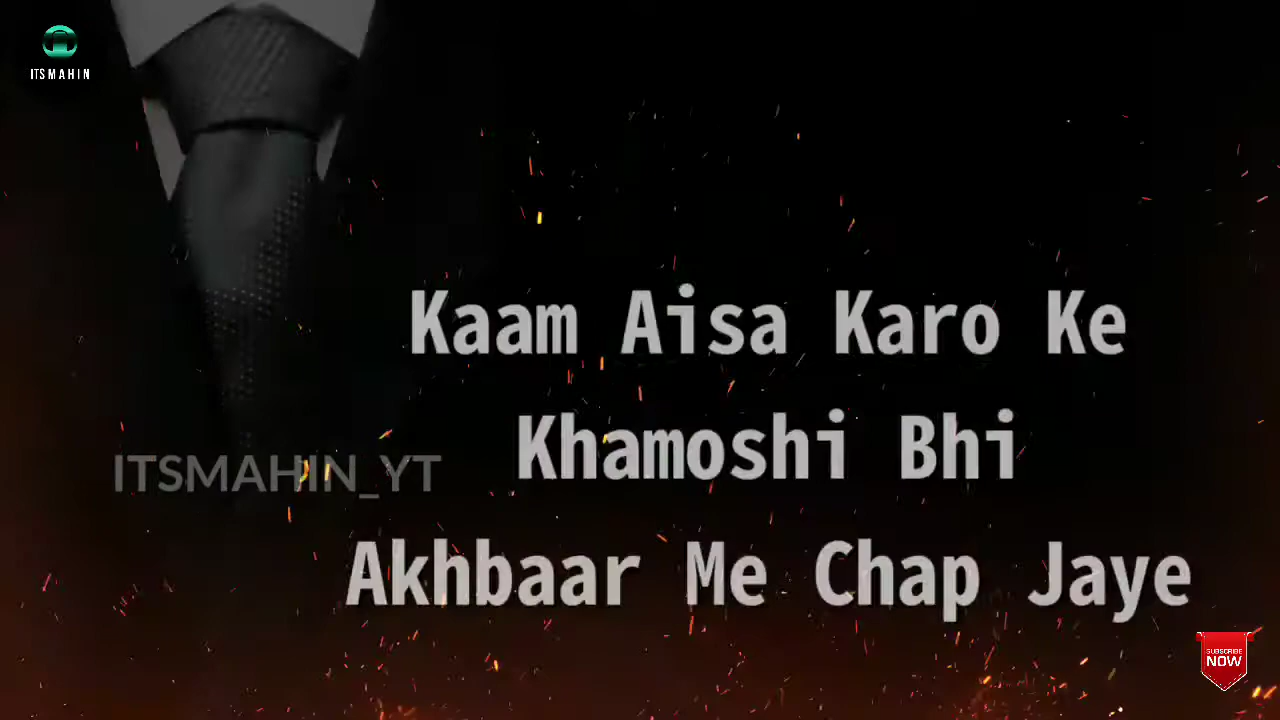 ITSMAHIN
Kaam Aisa Karo Ke
Khamoshi Bhi
ITSMAHIN_YT
Akhbaar Me Chap Jaye
SUBSCRIBE
NOW